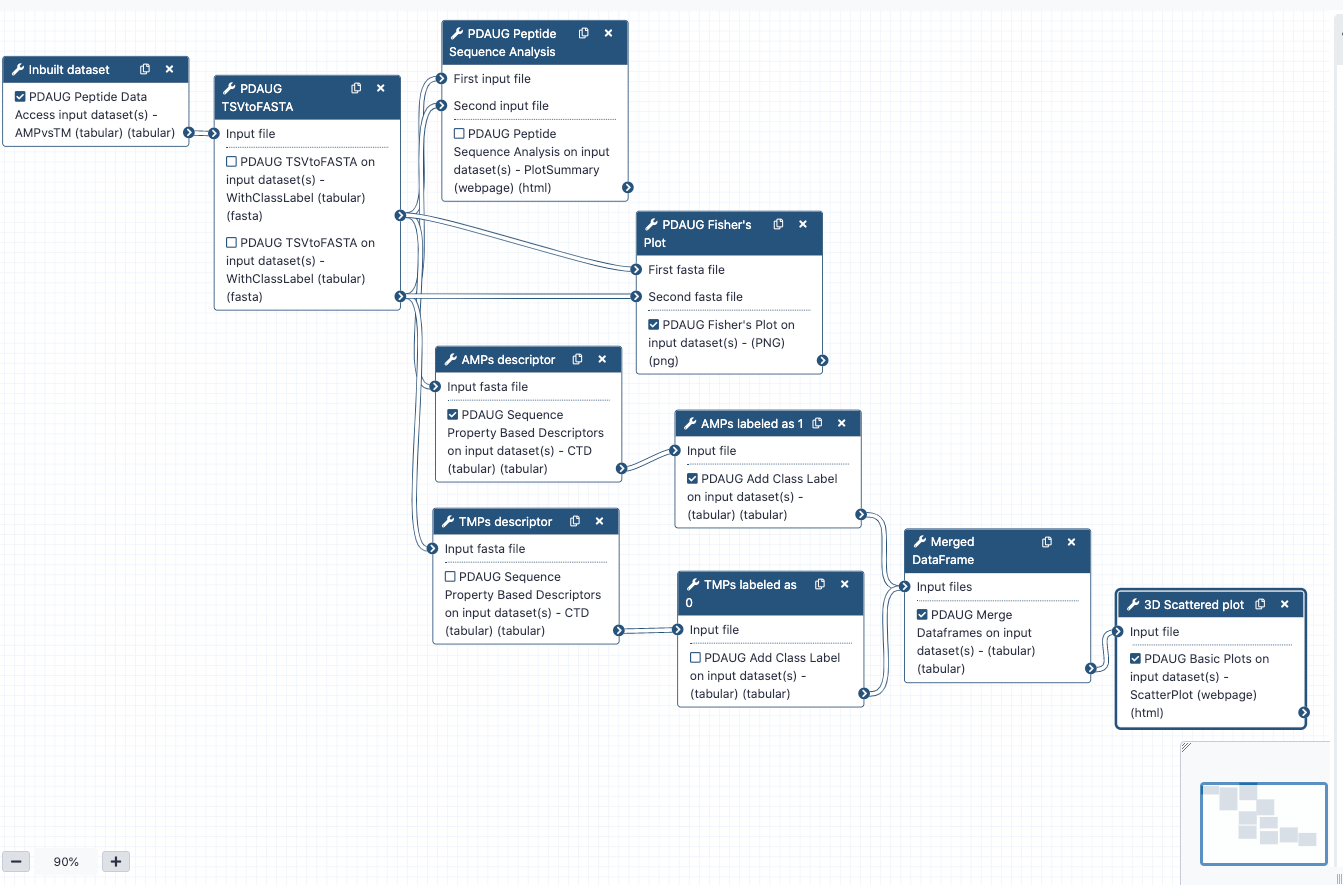 Inbuilt dataset
PDAUG Peptide Data
Access input dataset(s) -
AMPvsTM (tabular) (tabular)
PDAUG
TSVtoFASTA
Input file
PDAUG TSVtoFASTA on
input dataset(s) -
WithClassLabel (tabular)
(fasta)
PDAUG TSVtoFASTA on
input dataset(s) -
WithClassLabel (tabular)
(fasta)
PDAUG Peptide
Sequence Analysis
First input file
Second input file
PDAUG Peptide
Sequence Analysis on input
dataset(s) - PlotSummary
(webpage) (html)
PDAUG Fisher's
Plot
First fasta file
Second fasta file
PDAUG Fisher's Plot on
input dataset(s) - (PNG)
(png)
AMPs descriptor
Input fasta file
PDAUG Sequence
Property Based Descriptors
on input dataset(s) - CTD
(tabular) (tabular)
AMPs labeled as 1
Input file
PDAUG Add Class Label
on input dataset(s) -
(tabular) (tabular)
TMPs descriptor
Input fasta file
PDAUG Sequence
Property Based Descriptors
on input dataset(s) - CTD
(tabular) (tabular)
TMPs labeled as
0
Input file
PDAUG Add Class Label
on input dataset(s) -
(tabular) (tabular)
Merged
DataFrame
Input files
PDAUG Merge
Dataframes on input
dataset(s) - (tabular)
(tabular)
3D Scattered plot
Input file
PDAUG Basic Plots on
input dataset(s) -
ScatterPlot (webpage)
(html)
90%